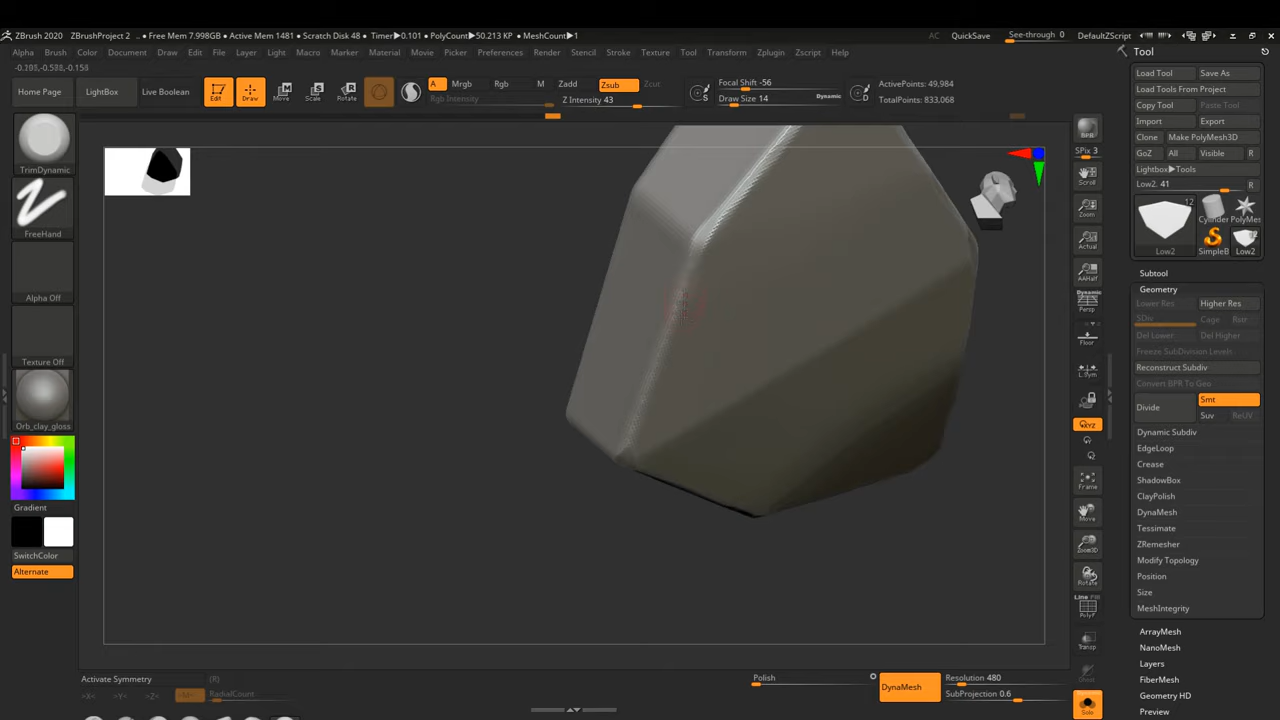 ZBrush 2020 ZBrushProject 2 • Free Mem 7.998GB • Active Mem 1481 • Scratch Disk 48 • Timer▶0.101 • PolyCount▶50.213 KP • MeshCount▶1 AC QuickSave See-through 0 DefaultZScript
Alpha Brush Color Document Draw Edit File Layer Light Macro Marker Material Movie Picker Preferences Render Stencil Stroke Texture Tool Transform Zplugin Zscript Help
Tool
Load Tool Save As
Load Tools From Project
Copy Tool Paste Tool
Import Export
Clone Make PolyMesh3D
GoZ All Visible R
Lightbox▶Tools
Low2. 41 R
12
Cylinder PolyMes
Low2 SimpleB Low2
Subtool
Geometry
Lower Res Higher Res
SDiv Cage Rstr
Del Lower Del Higher
Freeze SubDivision Levels
Reconstruct Subdiv
Convert BPR To Geo
Divide Smt
Suv ReUV
Dynamic Subdiv
EdgeLoop
Crease
ShadowBox
ClayPolish
DynaMesh
Tessimate
ZRemesher
Modify Topology
Position
Size
MeshIntegrity
ArrayMesh
NanoMesh
Layers
FiberMesh
Geometry HD
Preview
Home Page LightBox Live Boolean Edit Draw Move Scale Rotate
A Mrgb Rgb M Zadd Zsub Zcut
Rgb Intensity Z Intensity 43
S Focal Shift -56
Draw Size 14 Dynamic D
ActivePoints: 49,984
TotalPoints: 833,068
TrimDynamic
FreeHand
Alpha Off
Texture Off
Orb_clay_gloss
Gradient
SwitchColor
Alternate
BPR
SPix 3
Scroll
Zoom
Actual
AAHalf
Dynamic
Persp
Floor
L.Sym
XYZ
Frame
Move
Zoom3D
Rotate
Line Fill
PolyF
Transp
Ghost
Solo
Activate Symmetry (R)
>X< >Y< >Z< >M< RadialCount
Polish DynaMesh Resolution 480
SubProjection 0.6